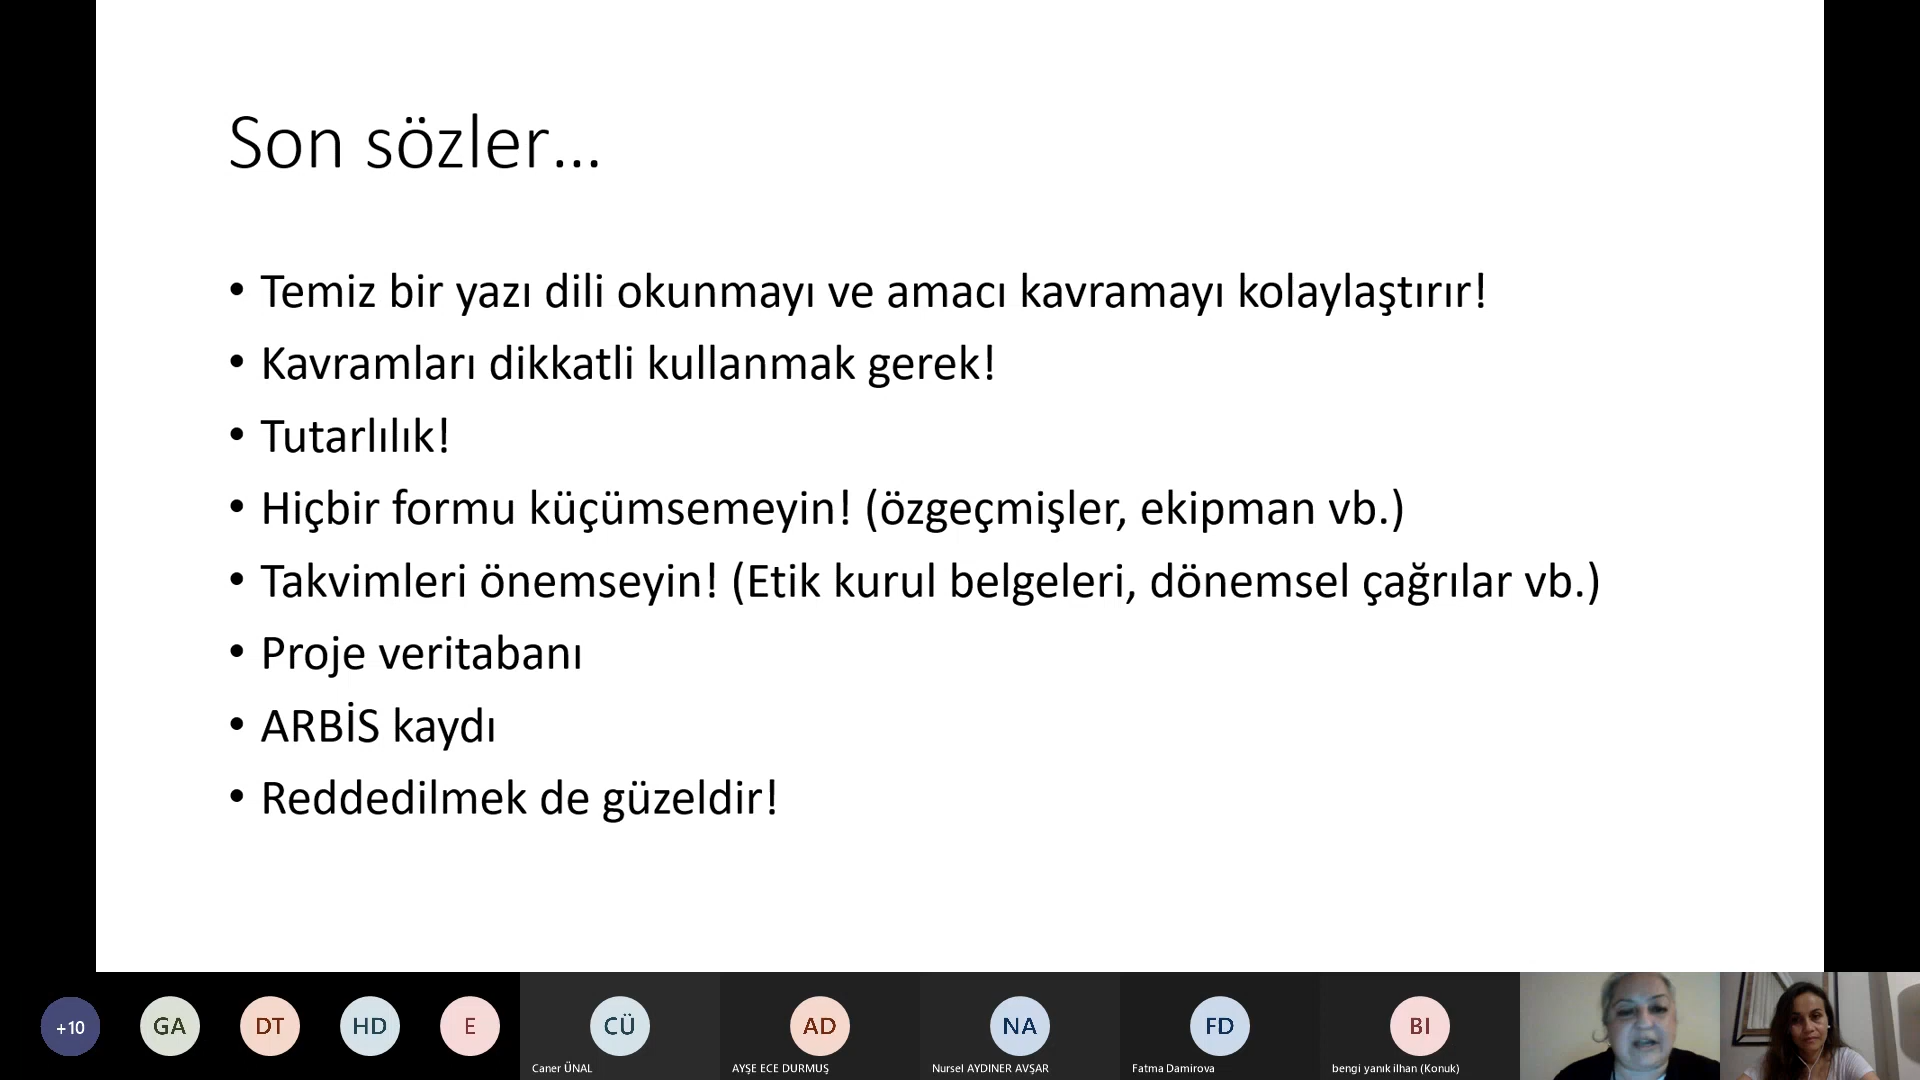 Son sözler...
• Temiz bir yazı dili okunmayı ve amacı kavramayı kolaylaştırır!
• Kavramları dikkatli kullanmak gerek!
• Tutarlılık!
• Hiçbir formu küçümsemeyin! (özgeçmişler, ekipman vb.)
• Takvimleri önemseyin! (Etik kurul belgeleri, dönemsel çağrılar vb.)
• Proje veritabanı
• ARBİS kaydı
• Reddedilmek de güzeldir!
+10 GA DT HD E CÜ AD NA FD BI
Caner ÜNAL AYŞE ECE DURMUŞ Nursel AYDINER AVŞAR Fatma Damirova bengi yanık ilhan (Konuk)